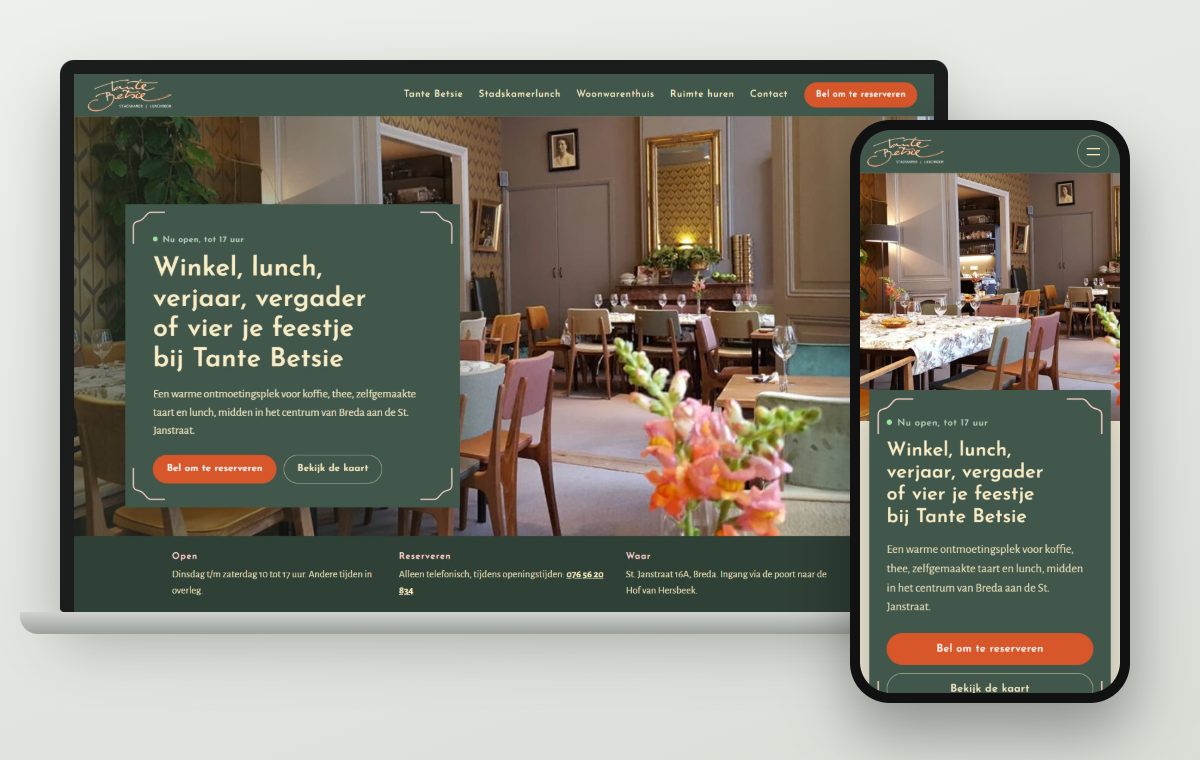 Tante
Betsie
STADSKAMER | LUNCHROOM
Tante Betsie Stadskamerlunch Woonwarenthuis Ruimte huren Contact Bel om te reserveren
Nu open, tot 17 uur
Winkel, lunch,
verjaar, vergader
of vier je feestje
bij Tante Betsie
Een warme ontmoetingsplek voor koffie, thee, zelfgemaakte
taart en lunch, midden in het centrum van Breda aan de St.
Janstraat.
Bel om te reserveren Bekijk de kaart
Open
Dinsdag t/m zaterdag 10 tot 17 uur. Andere tijden in
overleg.
Reserveren
Alleen telefonisch, tijdens openingstijden: 076 56 20
834
Waar
St. Janstraat 16A, Breda. Ingang via de poort naar de
Hof van Hersbeek.
Tante
Betsie
STADSKAMER | LUNCHROOM
Nu open, tot 17 uur
Winkel, lunch,
verjaar, vergader
of vier je feestje
bij Tante Betsie
Een warme ontmoetingsplek voor koffie,
thee, zelfgemaakte taart en lunch, midden
in het centrum van Breda aan de St.
Janstraat.
Bel om te reserveren
Bekijk de kaart